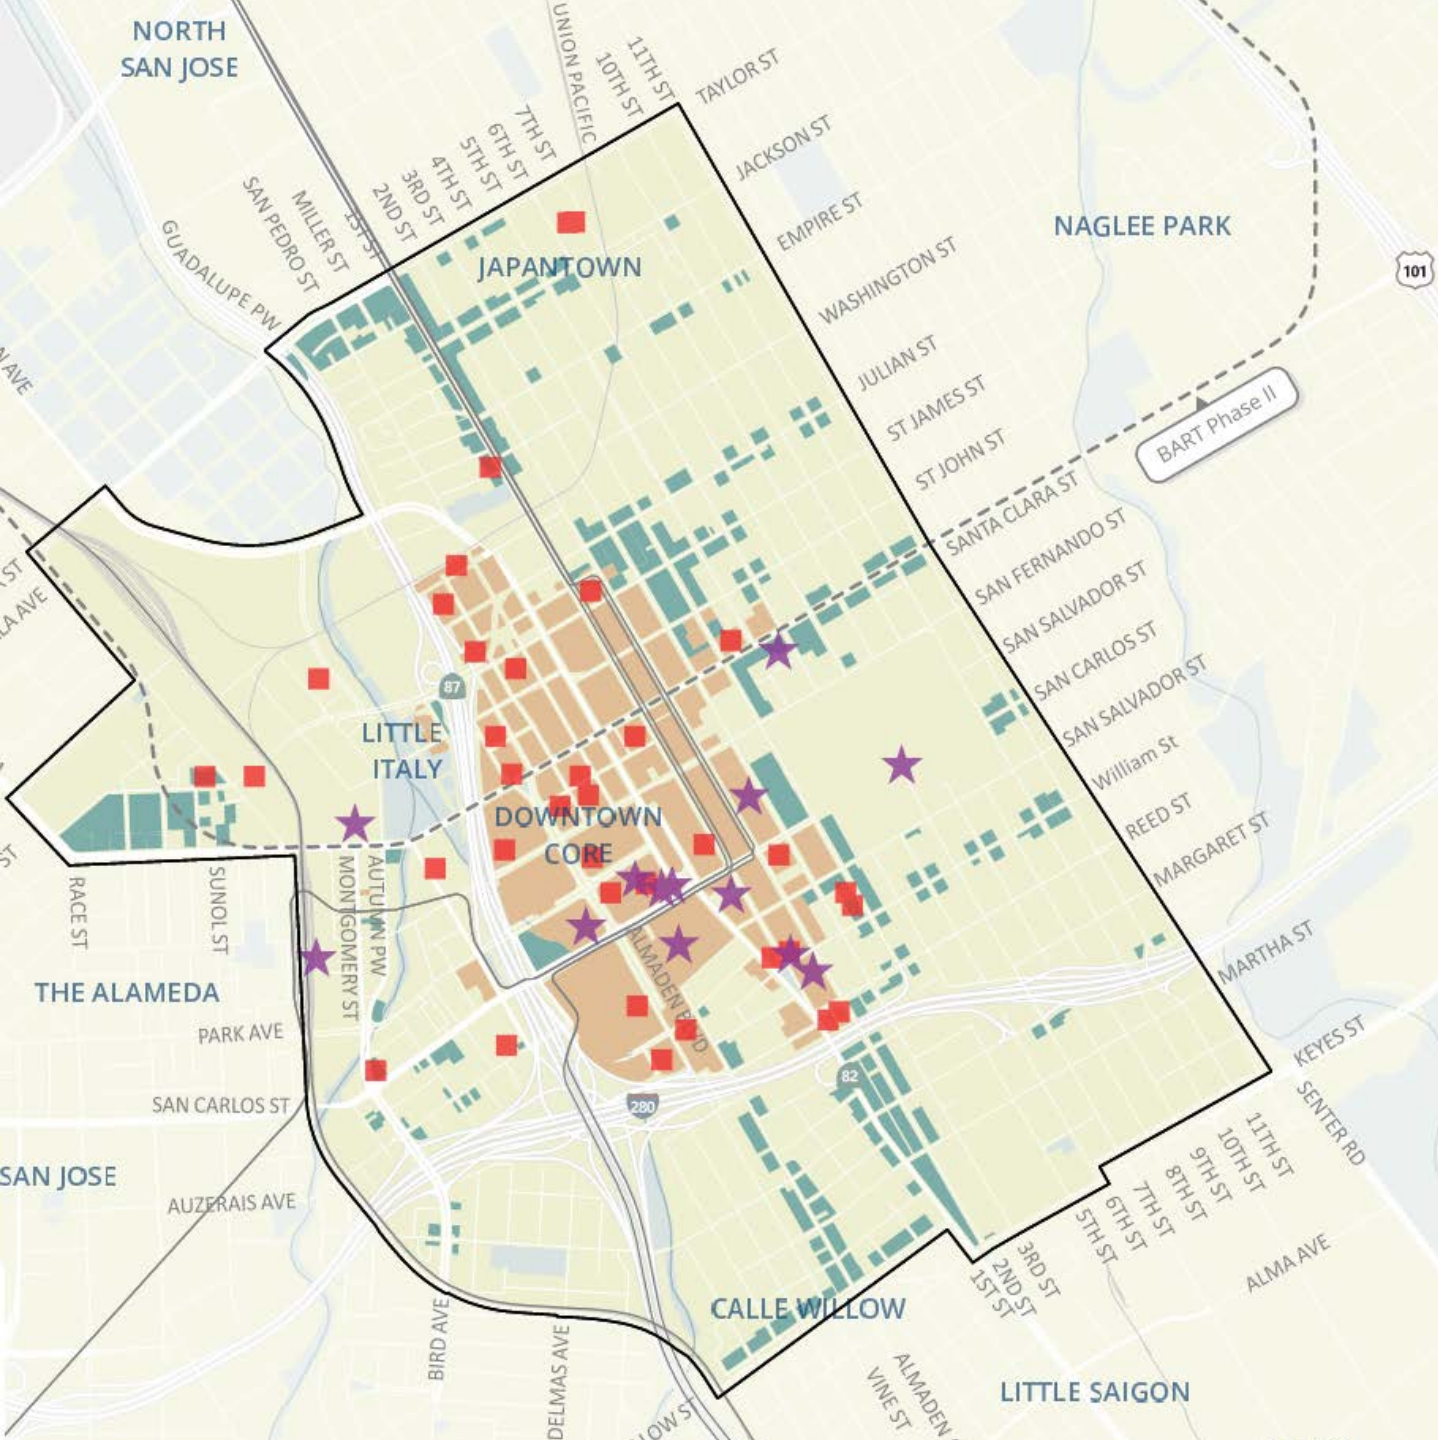 NORTH
SAN JOSE
UNION PACIFIC
11TH ST
10TH ST
TAYLOR ST
7TH ST
6TH ST
5TH ST
4TH ST
3RD ST
2ND ST
1ST ST
MILLER ST
SAN PEDRO ST
GUADALUPE PW
JACKSON ST
EMPIRE ST
NAGLEE PARK
101
JAPANTOWN
WASHINGTON ST
JULIAN ST
ST JAMES ST
ST JOHN ST
BART Phase II
SANTA CLARA ST
SAN FERNANDO ST
SAN SALVADOR ST
SAN CARLOS ST
SAN SALVADOR ST
William St
REED ST
MARGARET ST
AVE
ST
AVE
87
LITTLE
ITALY
DOWNTOWN
CORE
ST
RACE ST
SUNOL ST
MONTGOMERY ST
AUTUMN PW
ALMADEN BLVD
THE ALAMEDA
PARK AVE
MARTHA ST
KEYES ST
SENTER RD
82
280
SAN CARLOS ST
SAN JOSE
AUZERAIS AVE
11TH ST
10TH ST
9TH ST
8TH ST
7TH ST
6TH ST
5TH ST
3RD ST
2ND ST
1ST ST
ALMA AVE
CALLE WILLOW
BIRD AVE
DELMAS AVE
ALMADEN
VINE ST
LITTLE SAIGON
LOW ST